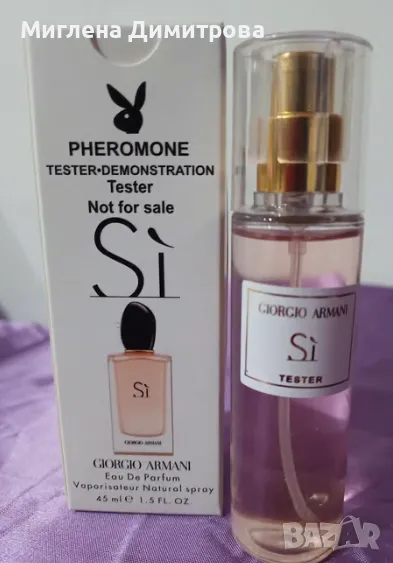 Миглена Димитрова
PHEROMONE
TESTER•DEMONSTRATION
Tester
Not for sale
Sì
Sì
GIORGIO ARMANI
GIORGIO ARMANI
Eau De Parfum
Vaporisateur Natural spray
45 ml e 1.5 FL. OZ.
GIORGIO ARMANI
Sì
TESTER
BAZAR